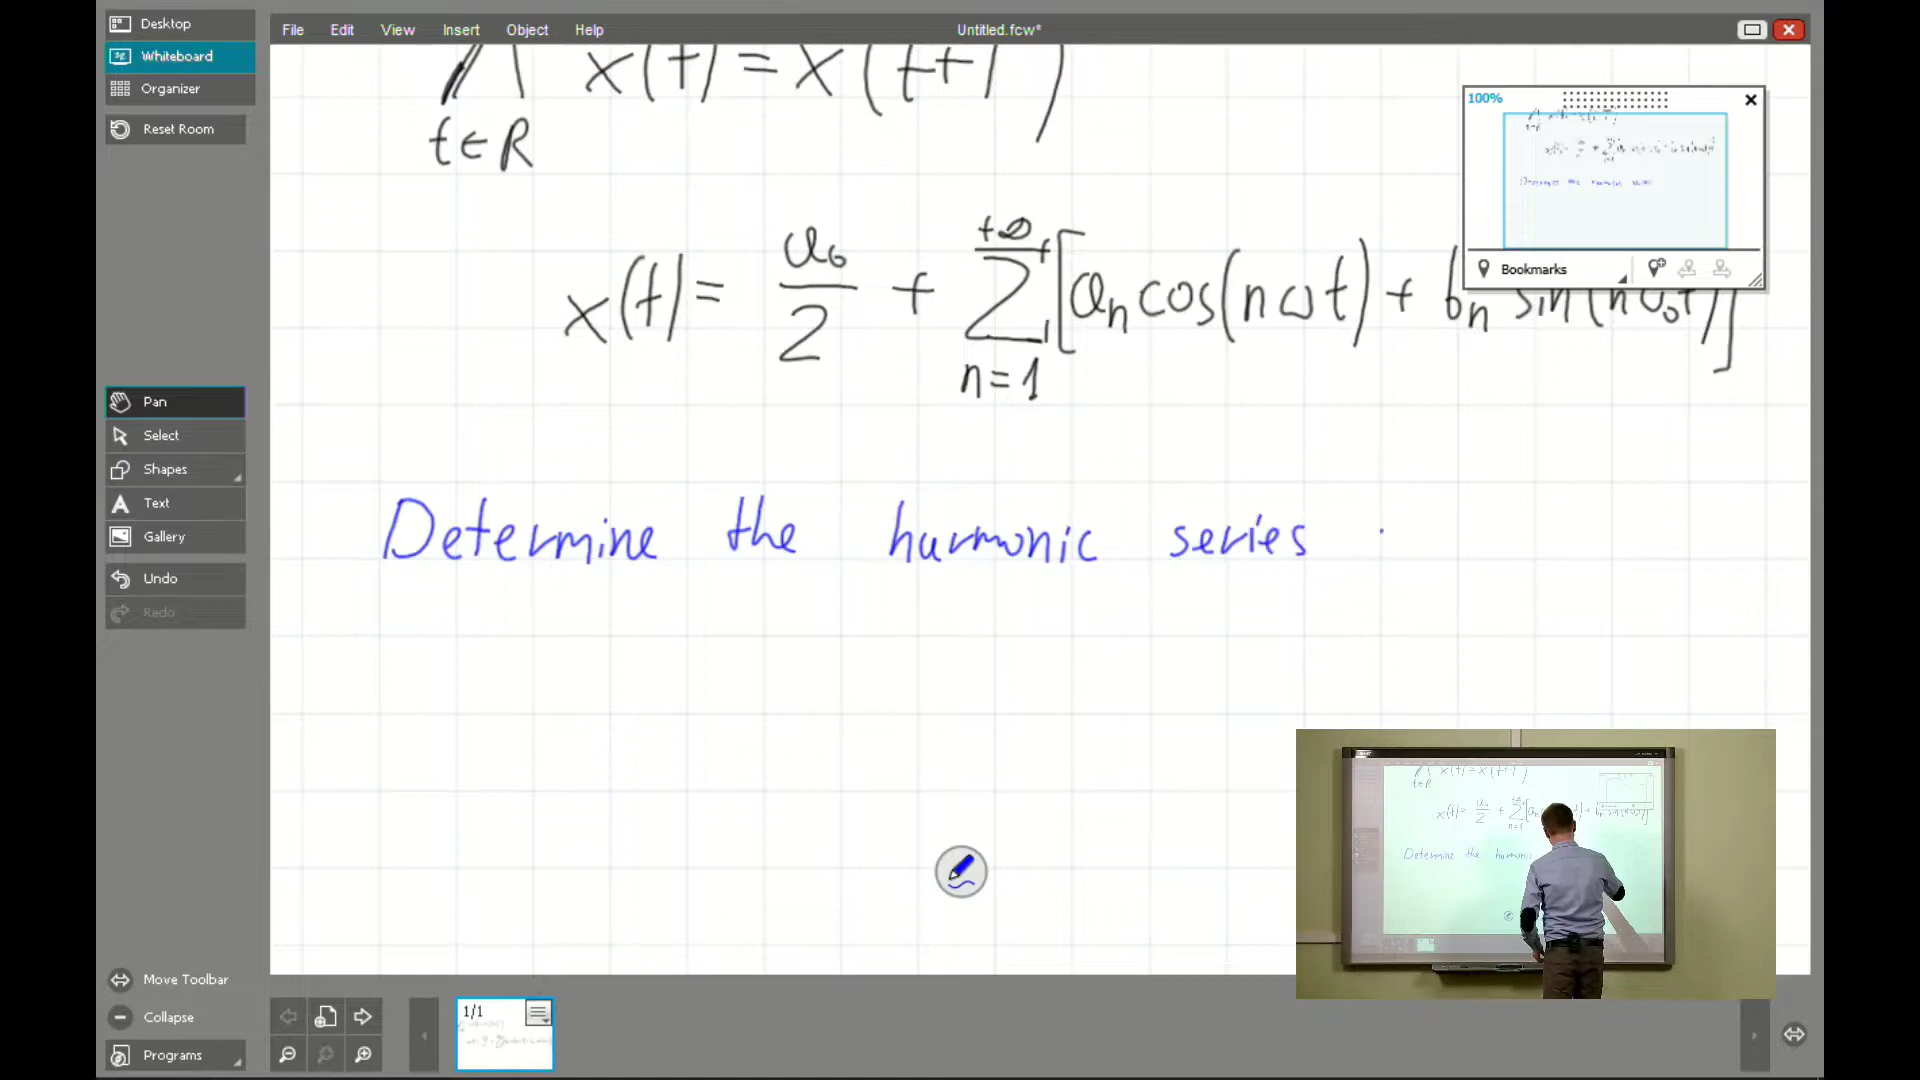 Desktop
Whiteboard
Organizer
Reset Room
File Edit View Insert Object Help
Untitled.fcw*
x(t) = x(t+T)
t∈R
100%
Bookmarks
x(t) = a₀/2 + +∞ ∑ n=1 [aₙ cos(nωt) + bₙ sin(nω₀t)]
Determine the harmonic series .
Pan
Select
Shapes
Text
Gallery
Undo
Redo
Move Toolbar
Collapse
Programs
1/1